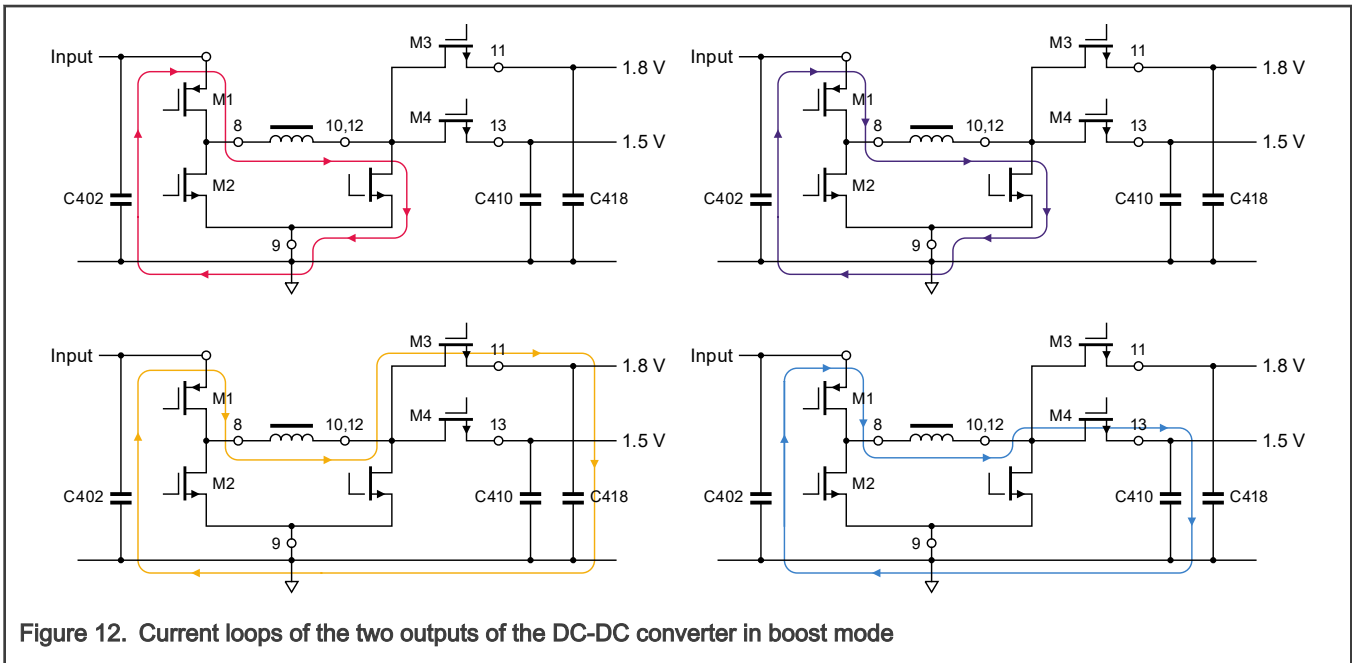 Input
M1
M2
M3
M4
8
10,12
11
13
9
1.8 V
1.5 V
C402
C410
C418
Input
M1
M2
M3
M4
8
10,12
11
13
9
1.8 V
1.5 V
C402
C410
C418
Input
M1
M2
M3
M4
8
10,12
11
13
9
1.8 V
1.5 V
C402
C410
C418
Input
M1
M2
M3
M4
8
10,12
11
13
9
1.8 V
1.5 V
C402
C410
C418
Figure 12. Current loops of the two outputs of the DC-DC converter in boost mode